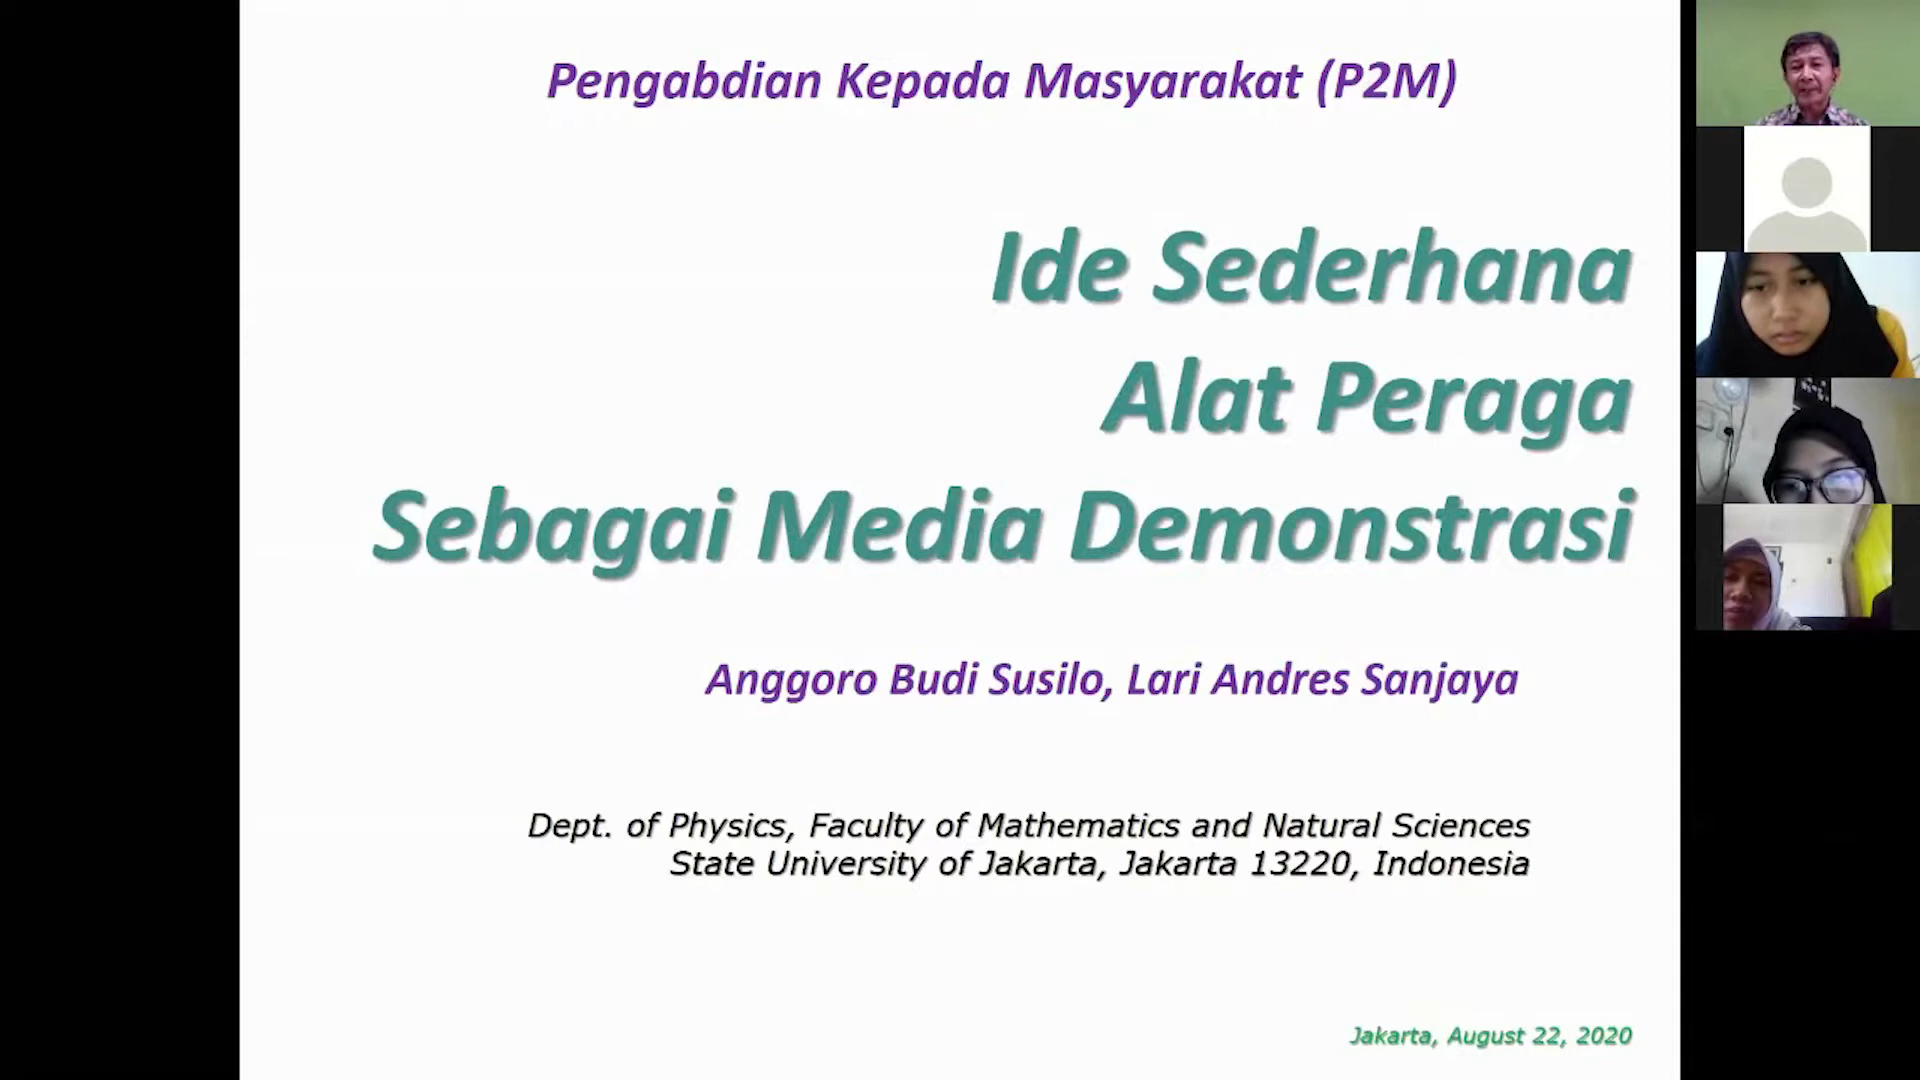 Pengabdian Kepada Masyarakat (P2M)
Ide Sederhana
Alat Peraga
Sebagai Media Demonstrasi
Anggoro Budi Susilo, Lari Andres Sanjaya
Dept. of Physics, Faculty of Mathematics and Natural Sciences
State University of Jakarta, Jakarta 13220, Indonesia
Jakarta, August 22, 2020